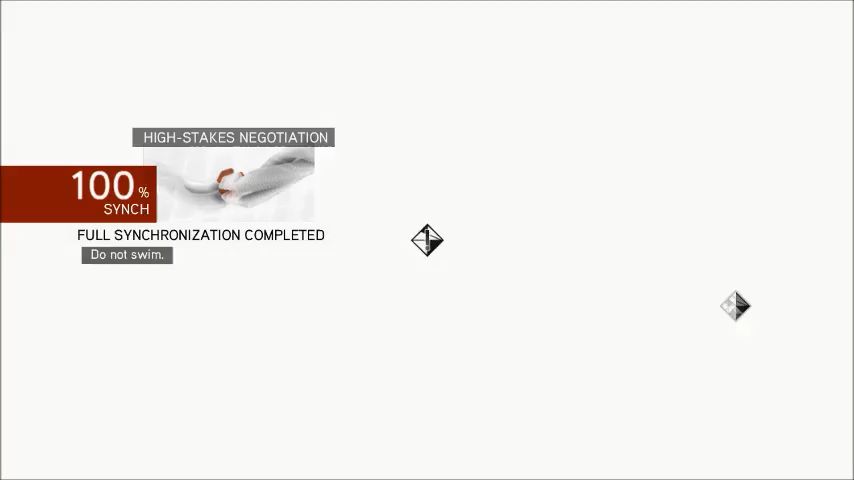 HIGH-STAKES NEGOTIATION
100 %
SYNCH
FULL SYNCHRONIZATION COMPLETED
Do not swim.